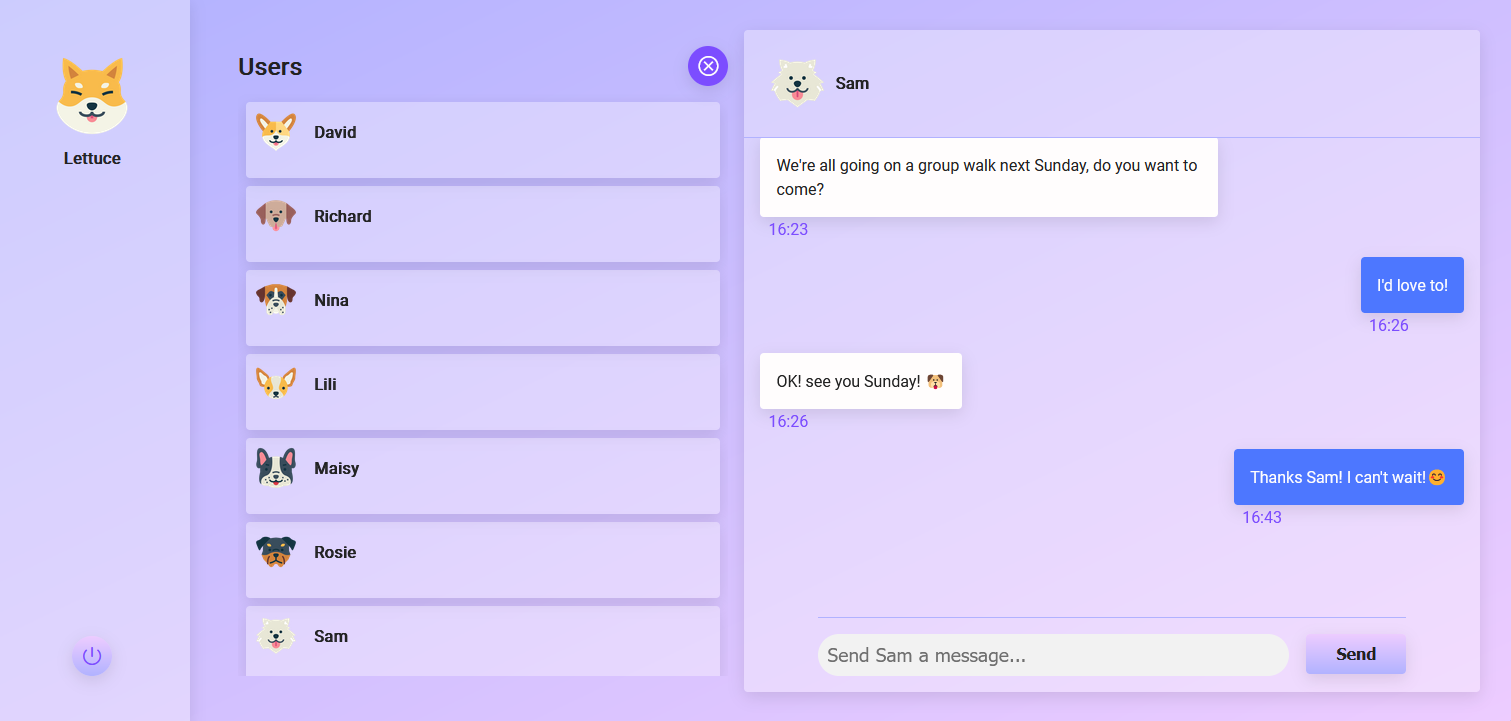 Lettuce
Users
David
Richard
Nina
Lili
Maisy
Rosie
Sam
Sam
We're all going on a group walk next Sunday, do you want to
come?
16:23
I'd love to!
16:26
OK! see you Sunday! 🐶
16:26
Thanks Sam! I can't wait!😊
16:43
Send Sam a message...
Send